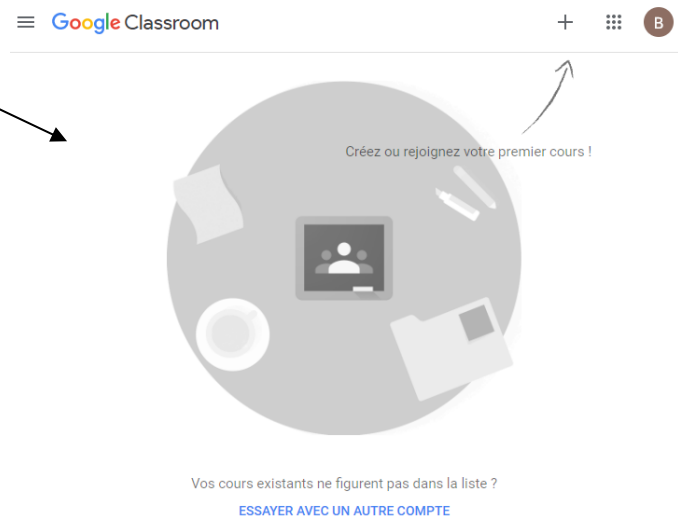 Google Classroom
B
Créez ou rejoignez votre premier cours !
Vos cours existants ne figurent pas dans la liste ?
ESSAYER AVEC UN AUTRE COMPTE